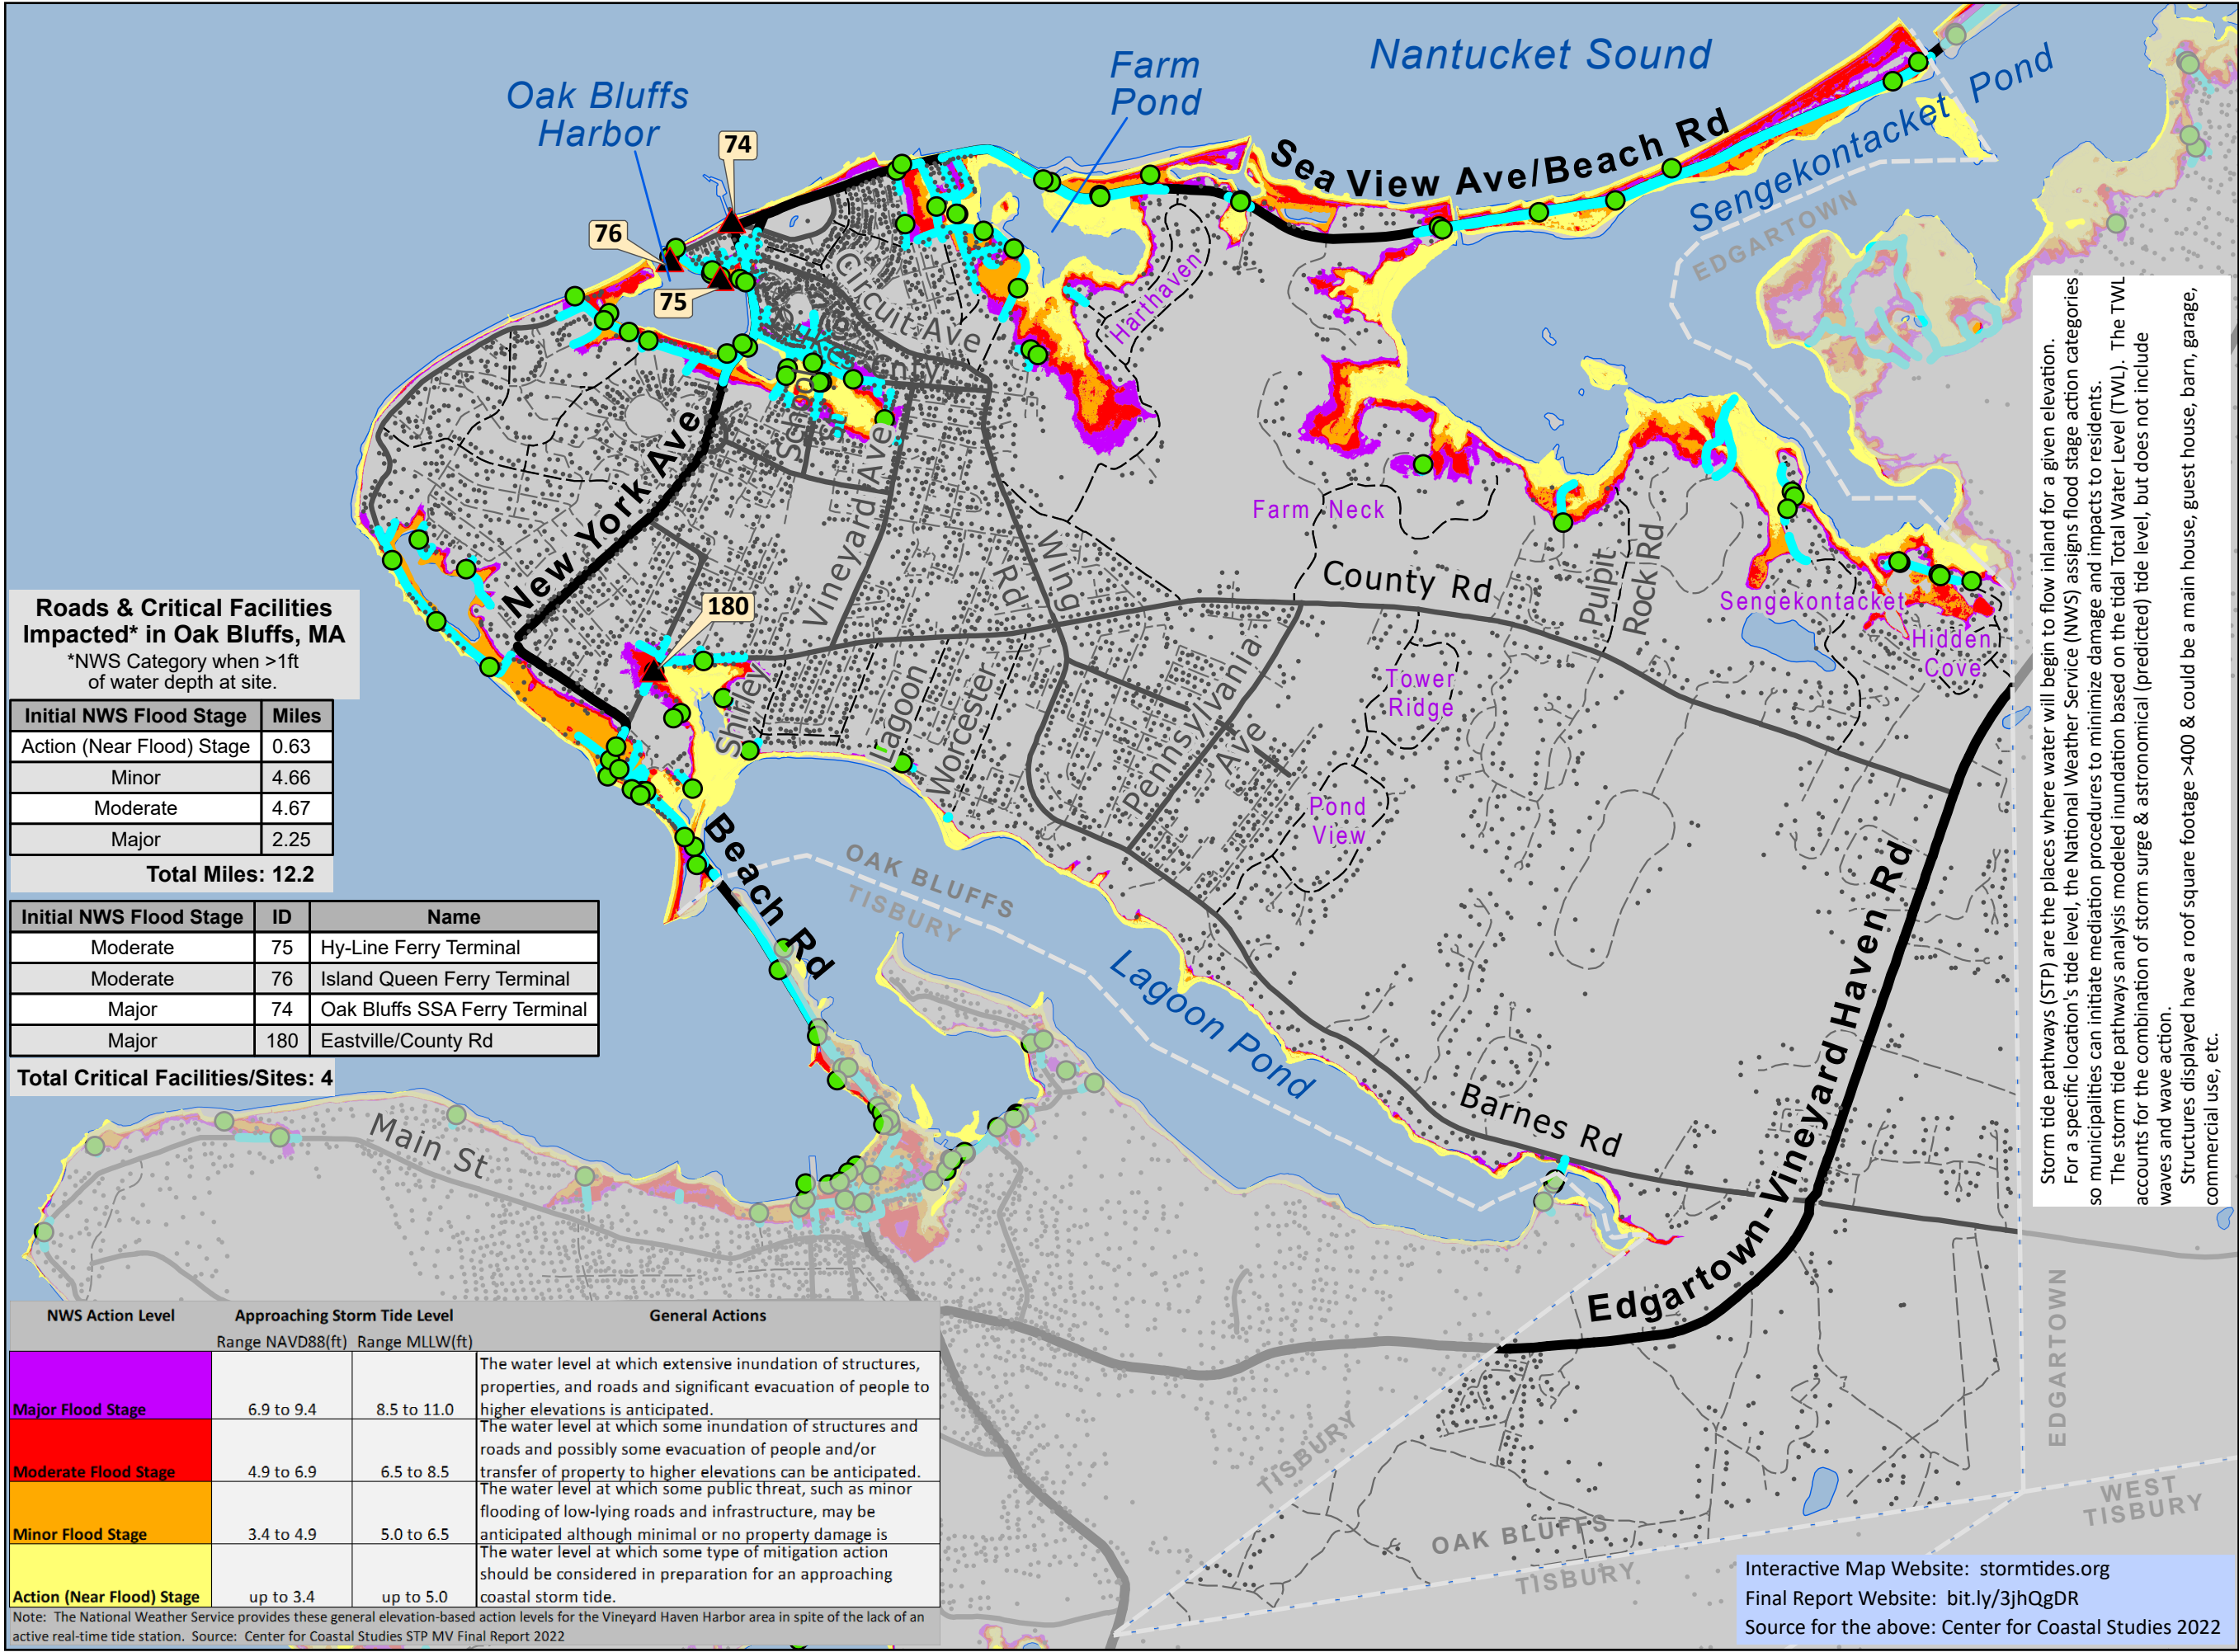 Nantucket Sound
Farm
Pond
Oak Bluffs
Harbor
Sea View Ave/Beach Rd
Sengekontacket Pond
EDGARTOWN
74
76
75
Circuit Ave
County
School
Harthaven
New York Ave
Vineyard Ave
Vineyard
Wing
Rd
Farm Neck
County Rd
Pulpit
Rock Rd
Sengekontacket
Hidden
Cove
180
Shirley
Lagoon
Worcester
Pennsylvania
Ave
Tower
Ridge
Pond
View
Beach Rd
OAK BLUFFS
TISBURY
Lagoon Pond
Barnes Rd
Edgartown-Vineyard Haven Rd
Main St
TISBURY
OAK BLUFFS
TISBURY
EDGARTOWN
WEST
TISBURY
Roads & Critical Facilities
Impacted* in Oak Bluffs, MA
*NWS Category when >1ft
of water depth at site.
Initial NWS Flood Stage Miles
Action (Near Flood) Stage 0.63
Minor 4.66
Moderate 4.67
Major 2.25
Total Miles: 12.2
Initial NWS Flood Stage ID Name
Moderate 75 Hy-Line Ferry Terminal
Moderate 76 Island Queen Ferry Terminal
Major 74 Oak Bluffs SSA Ferry Terminal
Major 180 Eastville/County Rd
Total Critical Facilities/Sites: 4
NWS Action Level Approaching Storm Tide Level General Actions
Range NAVD88(ft) Range MLLW(ft)
Major Flood Stage 6.9 to 9.4 8.5 to 11.0
The water level at which extensive inundation of structures,
properties, and roads and significant evacuation of people to
higher elevations is anticipated.
Moderate Flood Stage 4.9 to 6.9 6.5 to 8.5
The water level at which some inundation of structures and
roads and possibly some evacuation of people and/or
transfer of property to higher elevations can be anticipated.
Minor Flood Stage 3.4 to 4.9 5.0 to 6.5
The water level at which some public threat, such as minor
flooding of low-lying roads and infrastructure, may be
anticipated although minimal or no property damage is
Action (Near Flood) Stage up to 3.4 up to 5.0
The water level at which some type of mitigation action
should be considered in preparation for an approaching
coastal storm tide.
Note: The National Weather Service provides these general elevation-based action levels for the Vineyard Haven Harbor area in spite of the lack of an
active real-time tide station. Source: Center for Coastal Studies STP MV Final Report 2022
Storm tide pathways (STP) are the places where water will begin to flow inland for a given elevation.
For a specific location's tide level, the National Weather Service (NWS) assigns flood stage action categories
so municipalities can initiate mediation procedures to minimize damage and impacts to residents.
The storm tide pathways analysis modeled inundation based on the tidal Total Water Level (TWL). The TWL
accounts for the combination of storm surge & astronomical (predicted) tide level, but does not include
waves and wave action.
Structures displayed have a roof square footage >400 & could be a main house, guest house, barn, garage,
commercial use, etc.
Interactive Map Website: stormtides.org
Final Report Website: bit.ly/3jhQgDR
Source for the above: Center for Coastal Studies 2022